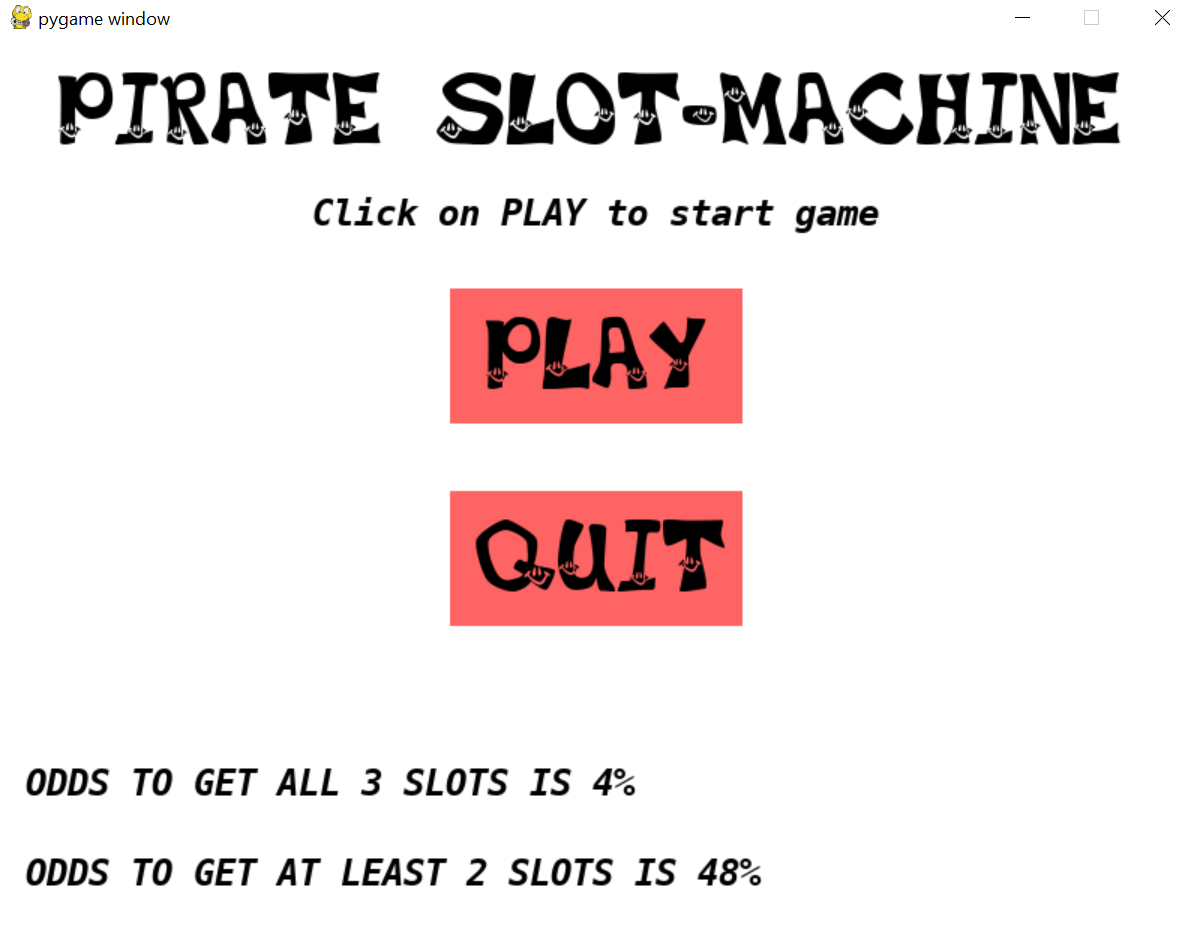 pygame window
PIRATE SLOT-MACHINE
Click on PLAY to start game
PLAY
QUIT
ODDS TO GET ALL 3 SLOTS IS 4%
ODDS TO GET AT LEAST 2 SLOTS IS 48%